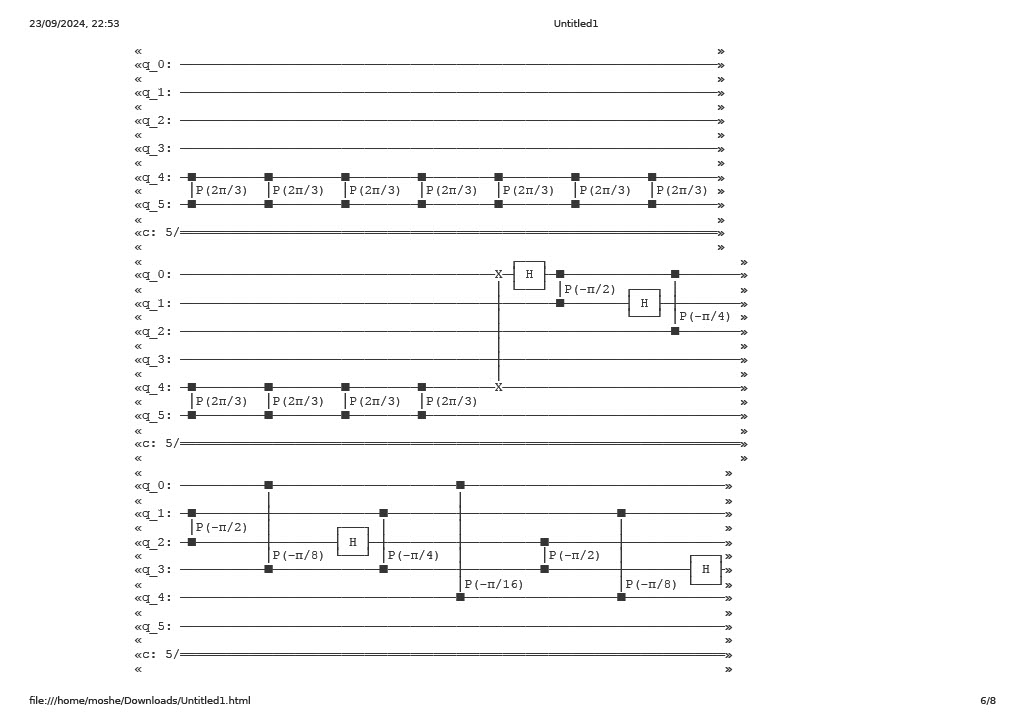 23/09/2024, 22:53 Untitled1
« »
«q_0: »
« »
«q_1: »
« »
«q_2: »
« »
«q_3: »
« »
«q_4: »
« P(2π/3) P(2π/3) P(2π/3) P(2π/3) P(2π/3) P(2π/3) P(2π/3) »
«q_5: »
« »
«c: 5/ »
« »
« »
«q_0: X H »
« P(-π/2) »
«q_1: H »
« P(-π/4) »
«q_2: »
« »
«q_3: »
« »
«q_4: X »
« P(2π/3) P(2π/3) P(2π/3) P(2π/3) »
«q_5: »
« »
«c: 5/ »
« »
« »
«q_0: »
« »
«q_1: »
« P(-π/2) »
«q_2: H »
« P(-π/8) P(-π/4) P(-π/2) »
«q_3: H »
« P(-π/16) P(-π/8) »
«q_4: »
« »
«q_5: »
« »
«c: 5/ »
« »
file:///home/moshe/Downloads/Untitled1.html 6/8